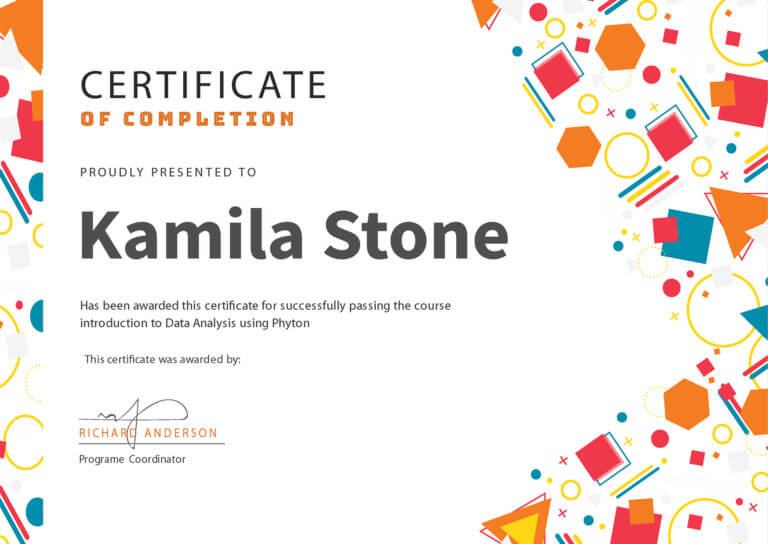 CERTIFICATE
OF COMPLETION
PROUDLY PRESENTED TO
Kamila Stone
Has been awarded this certificate for successfully passing the course
introduction to Data Analysis using Phyton
This certificate was awarded by:
RICHARD ANDERSON
Programe Coordinator